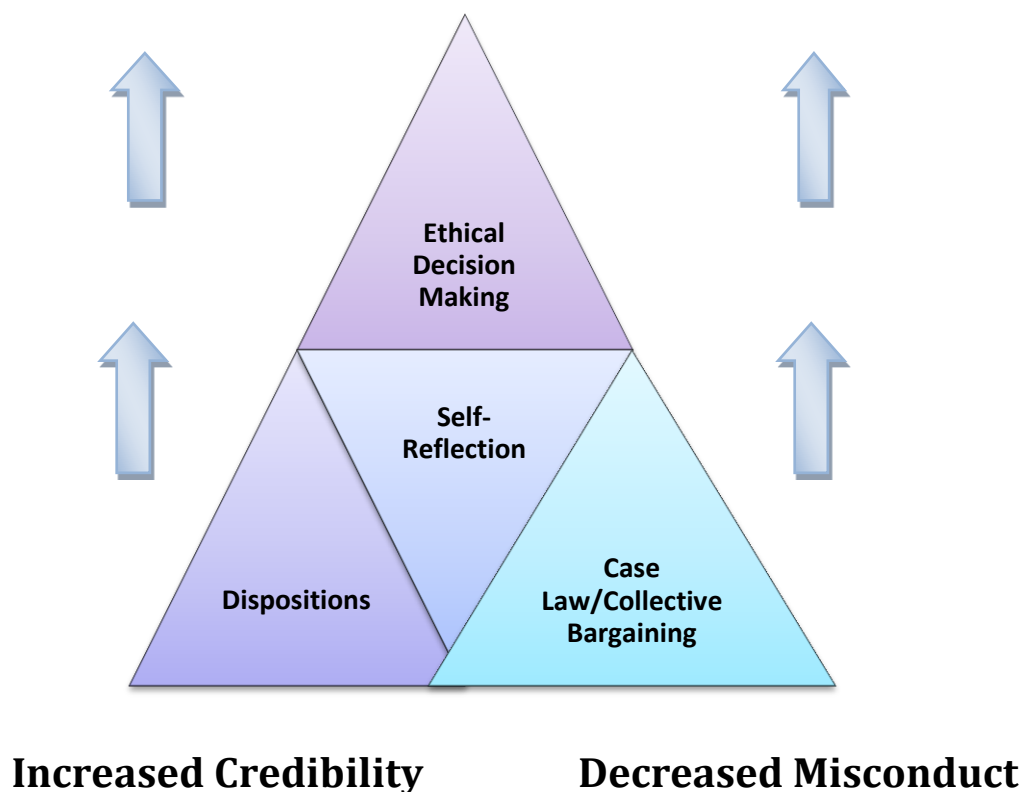 Ethical
Decision
Making
Self-
Reflection
Dispositions
Case
Law/Collective
Bargaining
Increased Credibility
Decreased Misconduct